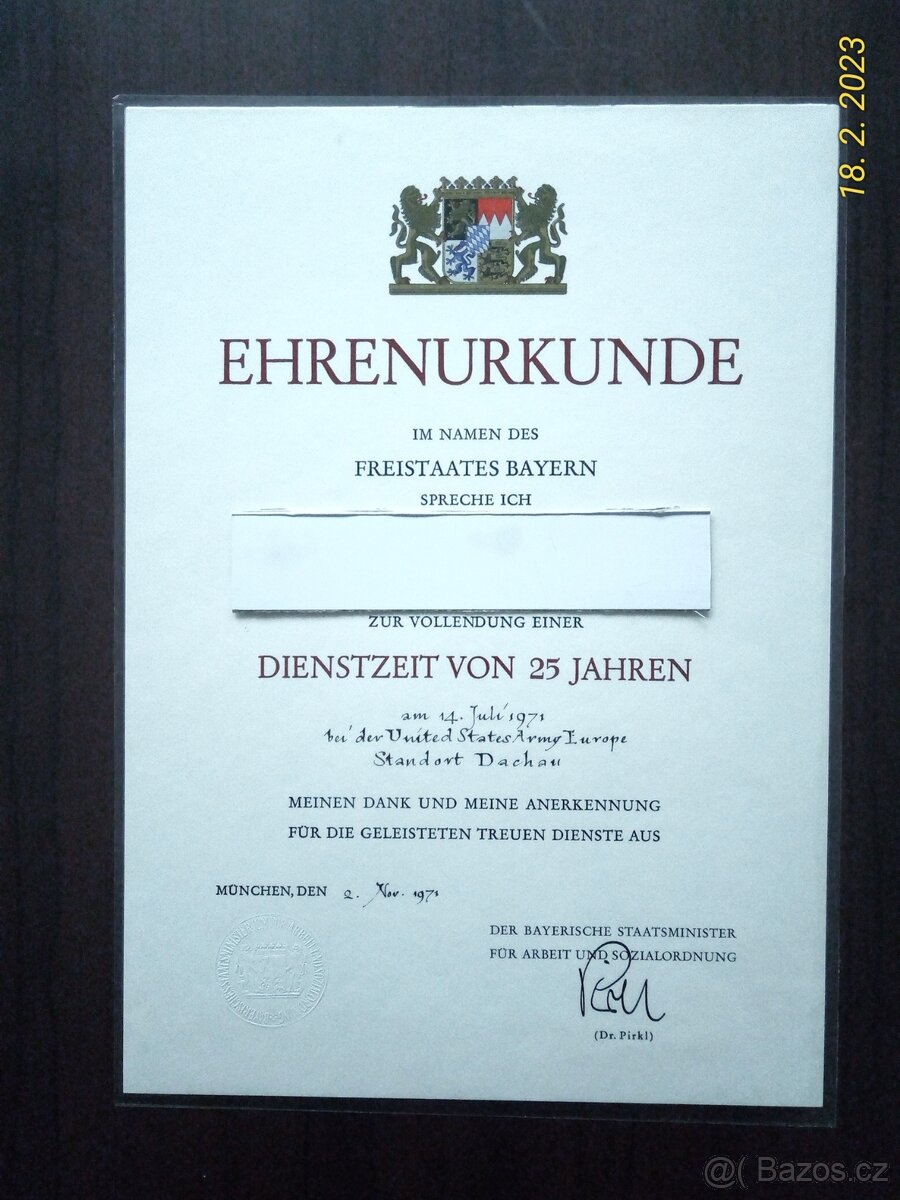 18. 2. 2023
EHRENURKUNDE
IM NAMEN DES
FREISTAATES BAYERN
SPRECHE ICH
ZUR VOLLENDUNG EINER
DIENSTZEIT VON 25 JAHREN
am 14. Juli 1971
bei der United States Army Europe
Standort Dachau
MEINEN DANK UND MEINE ANERKENNUNG
FÜR DIE GELEISTETEN TREUEN DIENSTE AUS
MÜNCHEN, DEN 2. Nov. 1971
DER BAYERISCHE STAATSMINISTER
FÜR ARBEIT UND SOZIALORDNUNG
(Dr. Pirkl)
@( Bazos.cz